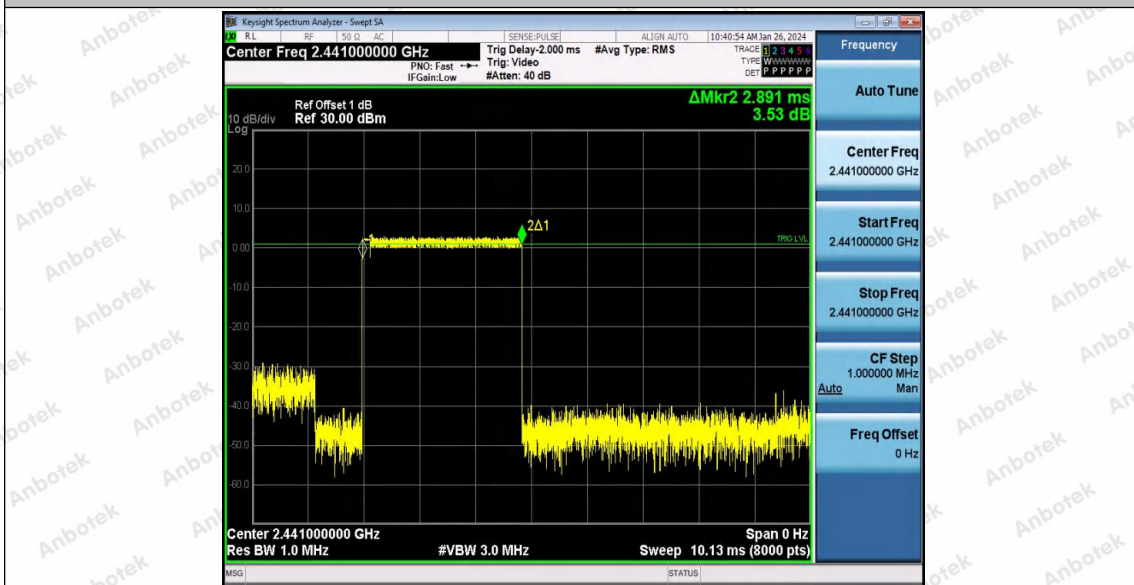 Keysight Spectrum Analyzer - Swept SA
RL RF 50 Ω AC SENSE:PULSE ALIGN AUTO 10:40:54 AM Jan 26, 2024
Center Freq 2.441000000 GHz
PNO: Fast
IFGain:Low
Trig Delay-2.000 ms
Trig: Video
#Atten: 40 dB
#Avg Type: RMS
TRACE 1 2 3 4 5 6
TYPE WWWWWW
DET P P P P P P
Frequency
Auto Tune
Center Freq
2.441000000 GHz
Start Freq
2.441000000 GHz
Stop Freq
2.441000000 GHz
CF Step
1.000000 MHz
Auto Man
Freq Offset
0 Hz
ΔMkr2 2.891 ms
3.53 dB
Ref Offset 1 dB
10 dB/div Ref 30.00 dBm
Log
20.0
10.0
0.00
-10.0
-20.0
-30.0
-40.0
-50.0
-60.0
2Δ1
TRIG LVL
Center 2.441000000 GHz Span 0 Hz
Res BW 1.0 MHz #VBW 3.0 MHz Sweep 10.13 ms (8000 pts)
MSG STATUS
Anbotek